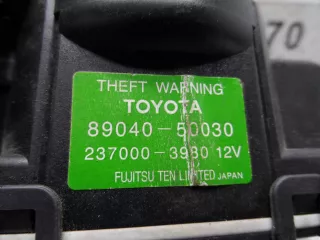 THEFT WARNING
TOYOTA
89040-50030
237000-3980 12V
FUJITSU TEN LIMITED JAPAN
70